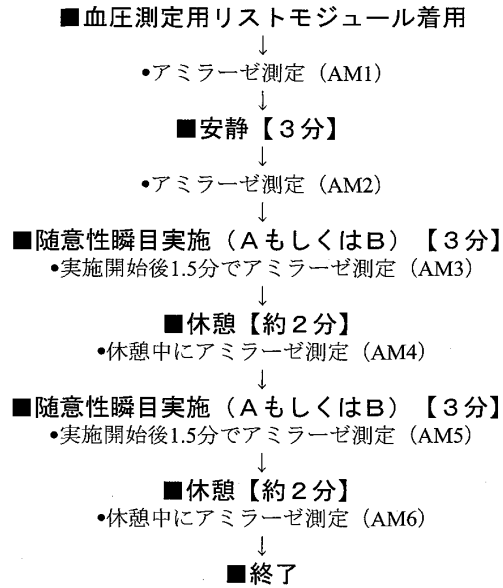 ■血圧測定用リストモジュール着用
↓
•アミラーゼ測定（AM1）
↓
■安静【３分】
↓
•アミラーゼ測定（AM2）
↓
■随意性瞬目実施（ＡもしくはＢ）【３分】
•実施開始後1.5分でアミラーゼ測定（AM3）
↓
■休憩【約２分】
•休憩中にアミラーゼ測定（AM4）
↓
■随意性瞬目実施（ＡもしくはＢ）【３分】
•実施開始後1.5分でアミラーゼ測定（AM5）
↓
■休憩【約２分】
•休憩中にアミラーゼ測定（AM6）
↓
■終了